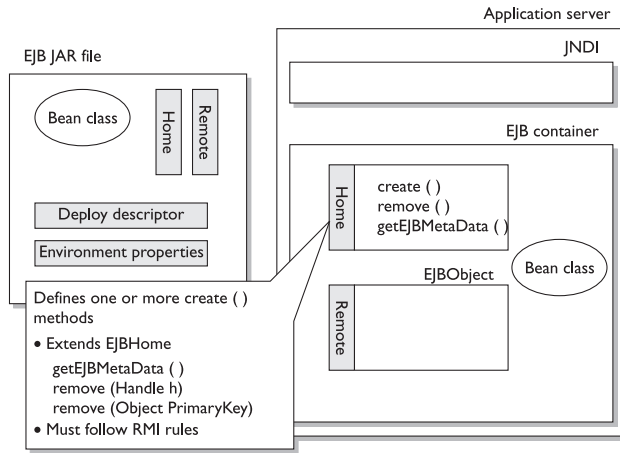 Application server
JNDI
EJB JAR file
Bean class
Home
Remote
Deploy descriptor
Environment properties
EJB container
Home
create ( )
remove ( )
getEJBMetaData ( )
EJBObject
Bean class
Remote
Defines one or more create ( )
methods
• Extends EJBHome
getEJBMetaData ( )
remove (Handle h)
remove (Object PrimaryKey)
• Must follow RMI rules